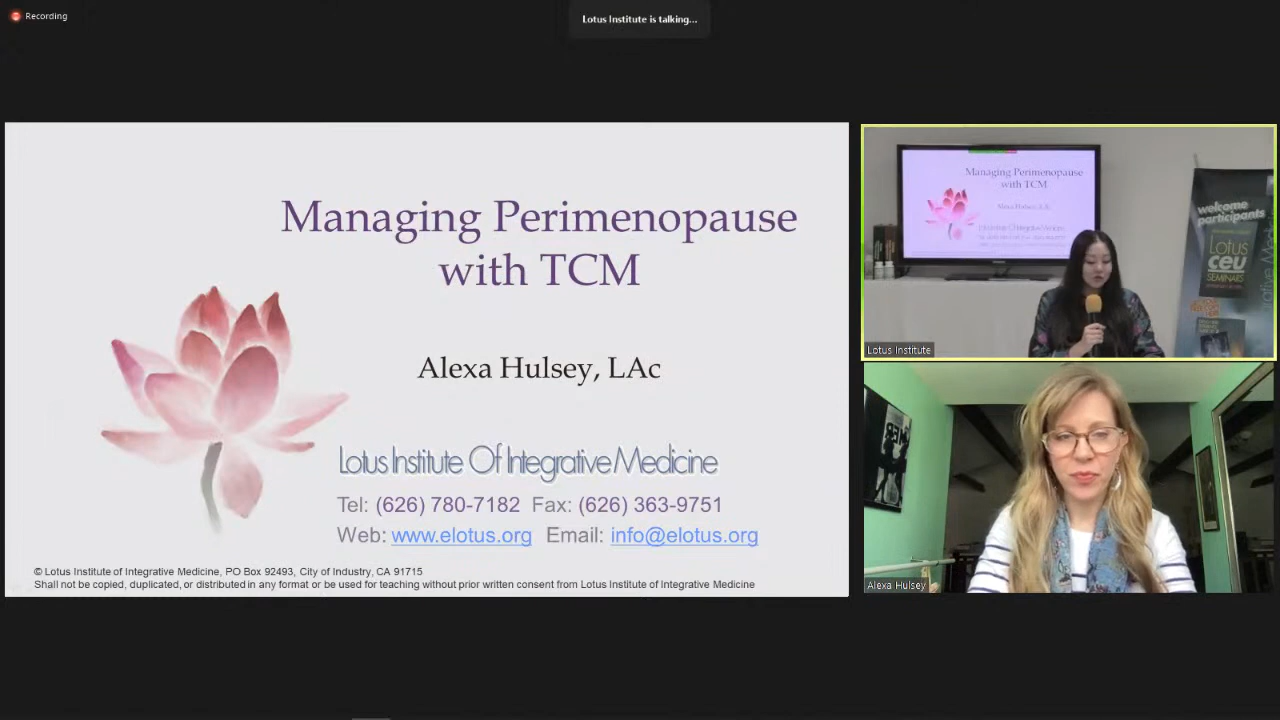 Recording
Lotus Institute is talking...
Managing Perimenopause
with TCM
Alexa Hulsey, LAc
Lotus Institute Of Integrative Medicine
Tel: (626) 780-7182 Fax: (626) 363-9751
Web: www.elotus.org Email: info@elotus.org
© Lotus Institute of Integrative Medicine, PO Box 92493, City of Industry, CA 91715
Shall not be copied, duplicated, or distributed in any format or be used for teaching without prior written consent from Lotus Institute of Integrative Medicine
Managing Perimenopause
with TCM
Alexa Hulsey, LAc
welcome
participants
Lotus
CEU
SEMINARS
Lotus Institute
Alexa Hulsey